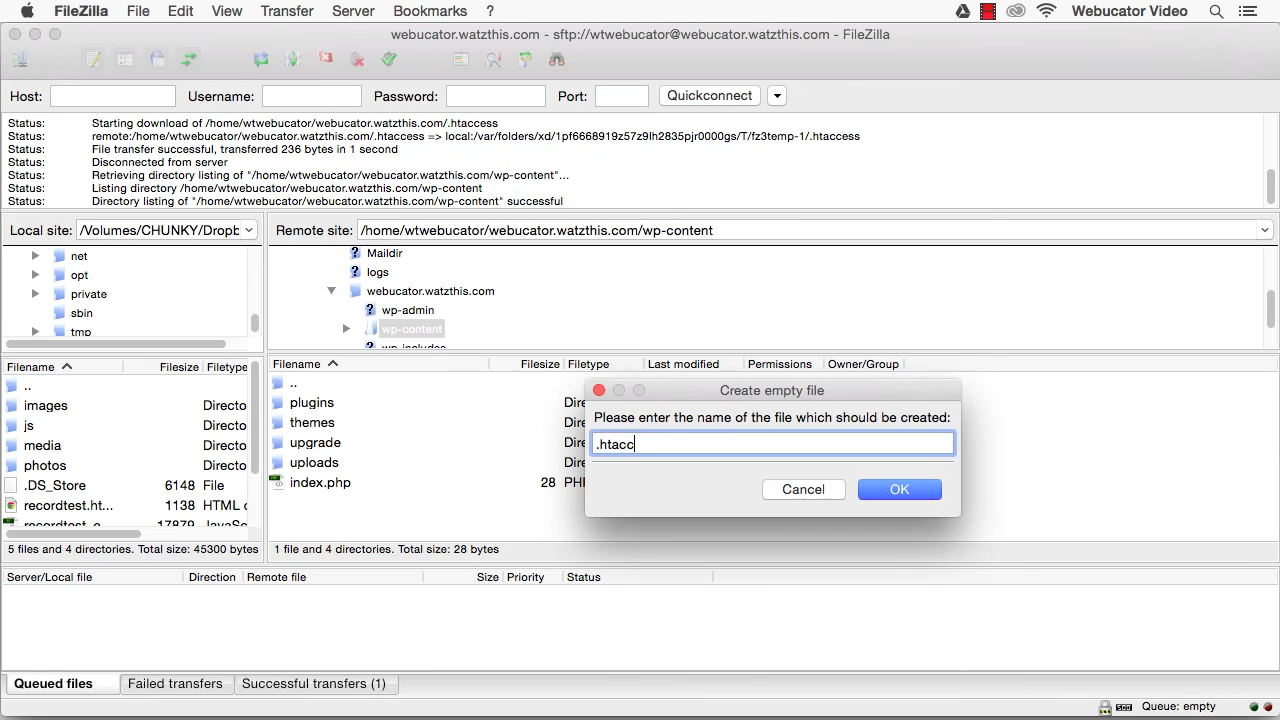 FileZilla File Edit View Transfer Server Bookmarks ? Webucator Video
webucator.watzthis.com - sftp://wtwebucator@webucator.watzthis.com - FileZilla
Host: Username: Password: Port: Quickconnect
Status: Starting download of /home/wtwebucator/webucator.watzthis.com/.htaccess
Status: remote:/home/wtwebucator/webucator.watzthis.com/.htaccess => local:/var/folders/xd/1pf6668919z57z9lh2835pjr0000gs/T/fz3temp-1/.htaccess
Status: File transfer successful, transferred 236 bytes in 1 second
Status: Disconnected from server
Status: Retrieving directory listing of "/home/wtwebucator/webucator.watzthis.com/wp-content"...
Status: Listing directory /home/wtwebucator/webucator.watzthis.com/wp-content
Status: Directory listing of "/home/wtwebucator/webucator.watzthis.com/wp-content" successful
Local site: /Volumes/CHUNKY/Dropb
net
opt
private
sbin
tmp
Remote site: /home/wtwebucator/webucator.watzthis.com/wp-content
Maildir
logs
webucator.watzthis.com
wp-admin
wp-content
wp-includes
Filename Filesize Filetype
..
images Directo
js Directo
media Directo
photos Directo
.DS_Store 6148 File
recordtest.ht... 1138 HTML d
recordtest_e 17879 JavaS
5 files and 4 directories. Total size: 45300 bytes
Filename Filesize Filetype Last modified Permissions Owner/Group
..
plugins Dire
themes Dire
upgrade Dire
uploads Dire
index.php 28 PHP
1 file and 4 directories. Total size: 28 bytes
Create empty file
Please enter the name of the file which should be created:
.htacc
Cancel OK
Server/Local file Direction Remote file Size Priority Status
Queued files Failed transfers Successful transfers (1)
Queue: empty